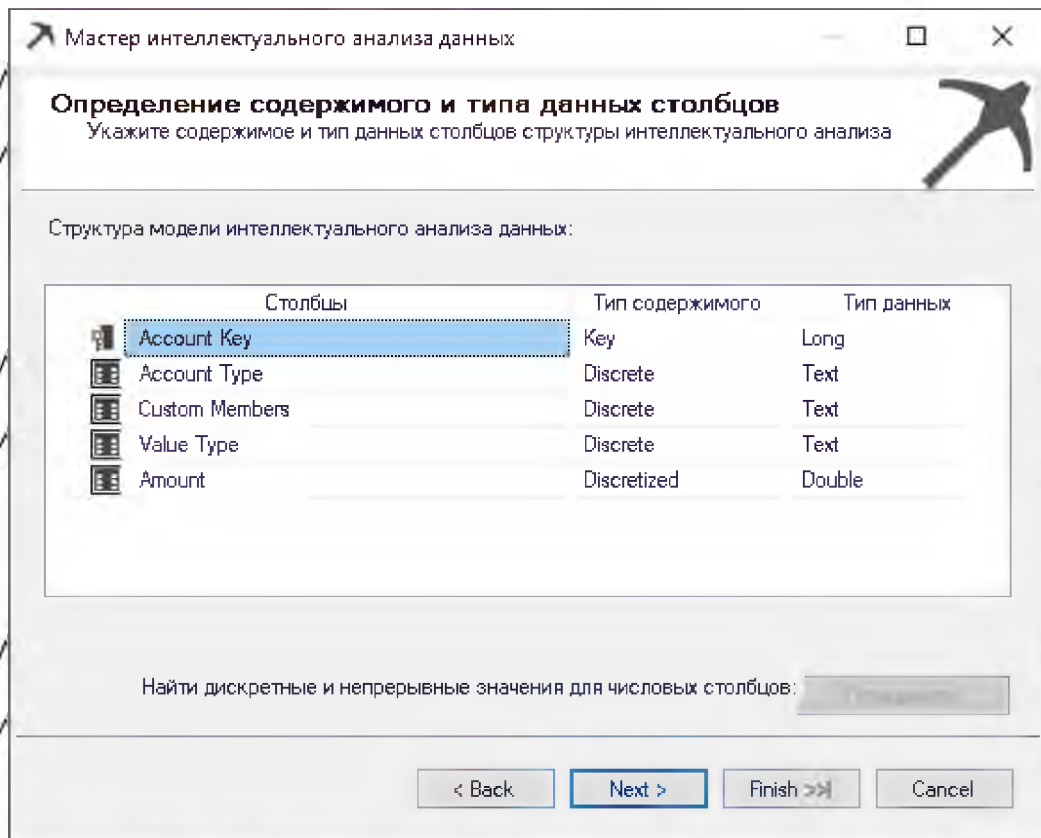 Мастер интеллектуального анализа данных
Определение содержимого и типа данных столбцов
Укажите содержимое и тип данных столбцов структуры интеллектуального анализа
Структура модели интеллектуального анализа данных:
Столбцы Тип содержимого Тип данных
Account Key Key Long
Account Type Discrete Text
Custom Members Discrete Text
Value Type Discrete Text
Amount Discretized Double
Найти дискретные и непрерывные значения для числовых столбцов:
< Back Next > Finish >>| Cancel